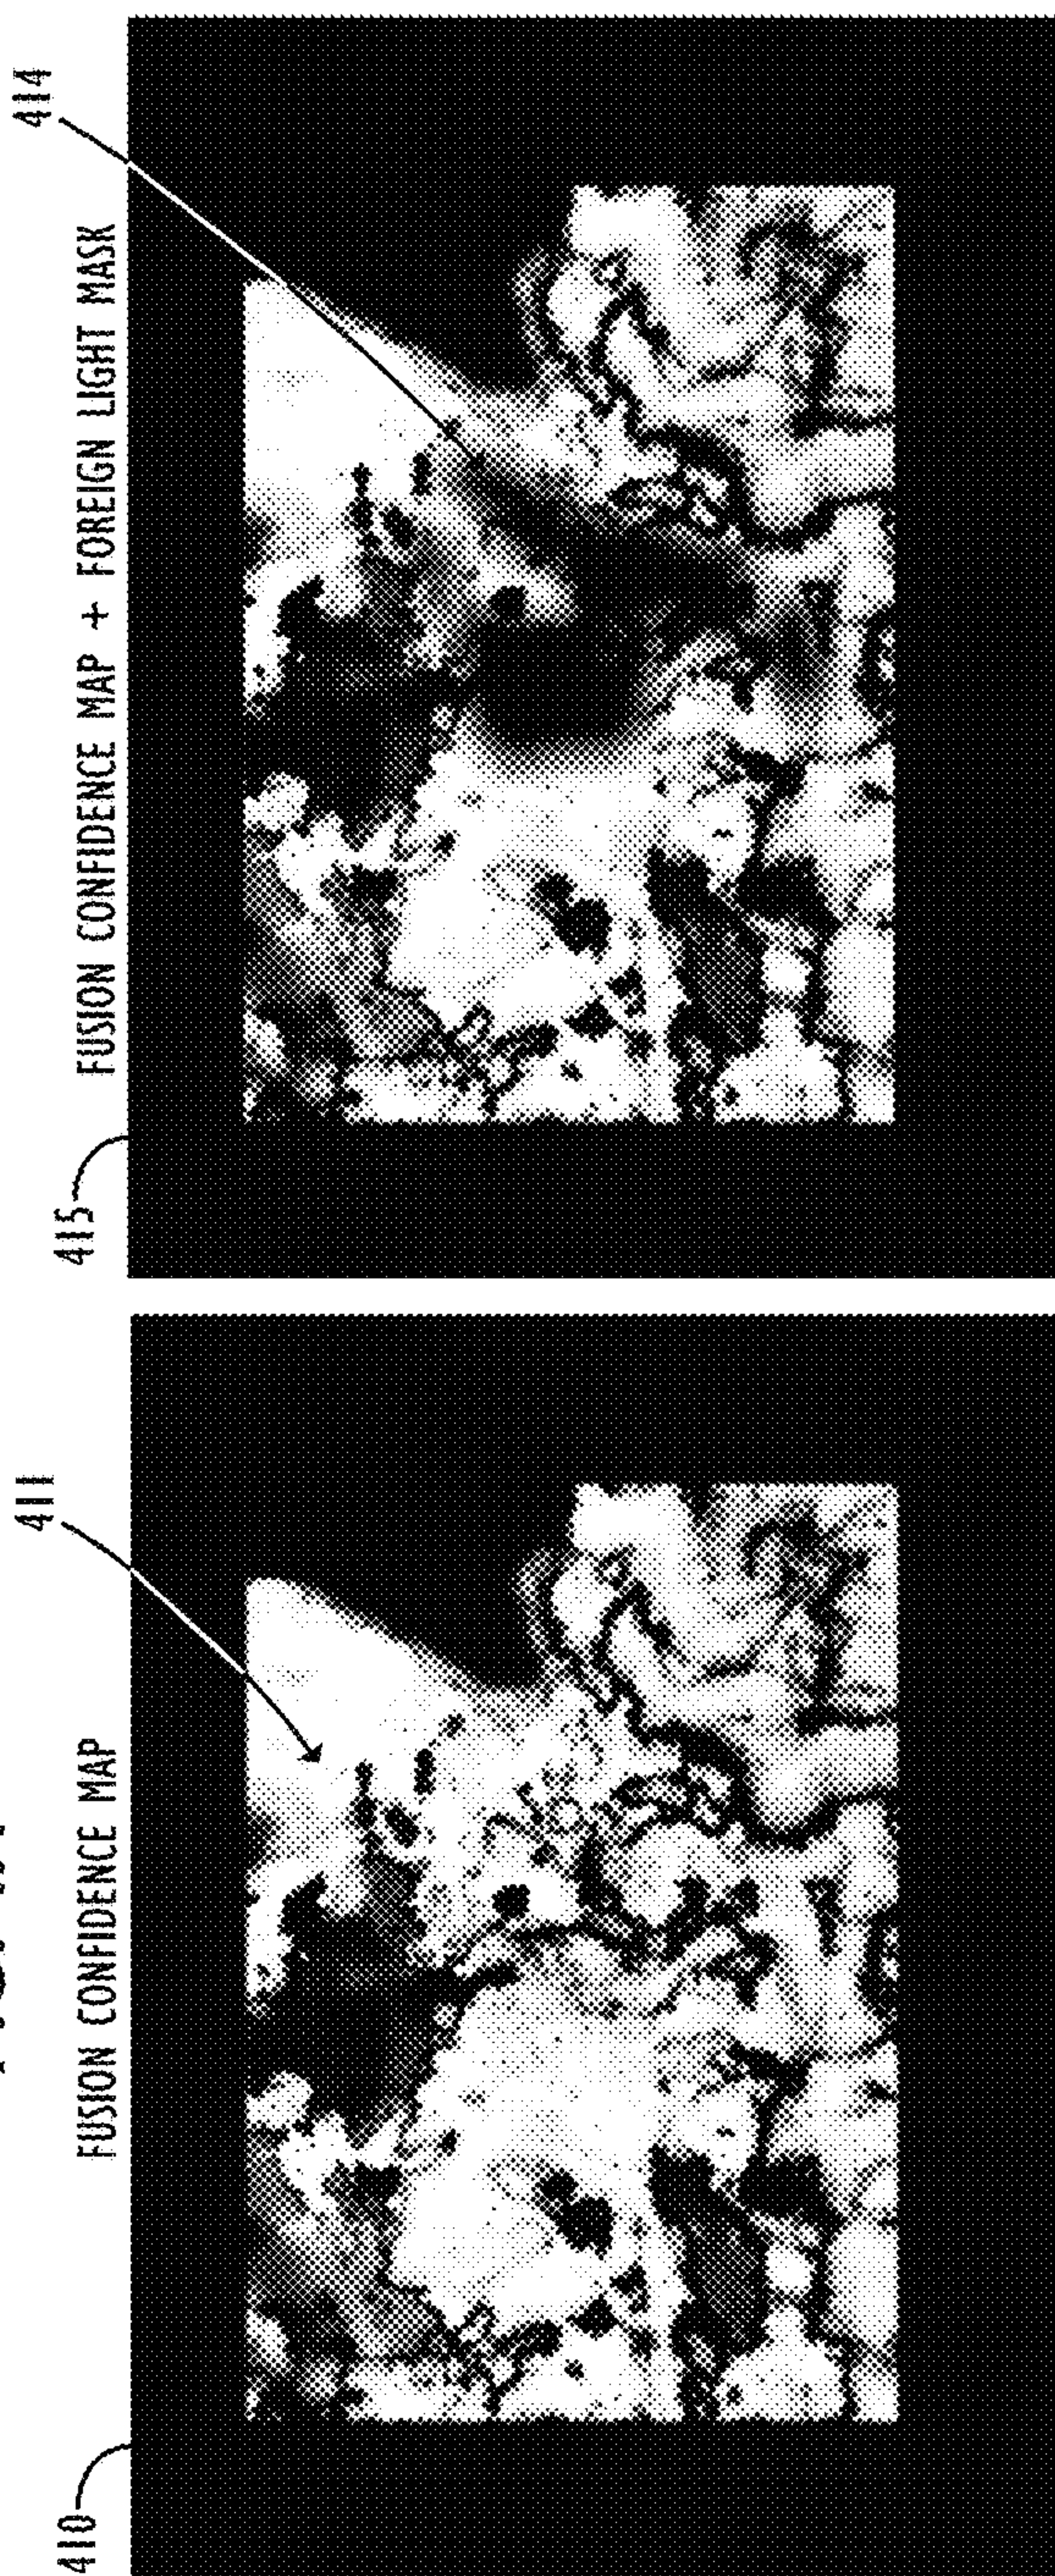 410
FUSION CONFIDENCE MAP
411
415
FUSION CONFIDENCE MAP + FOREIGN LIGHT MASK
414